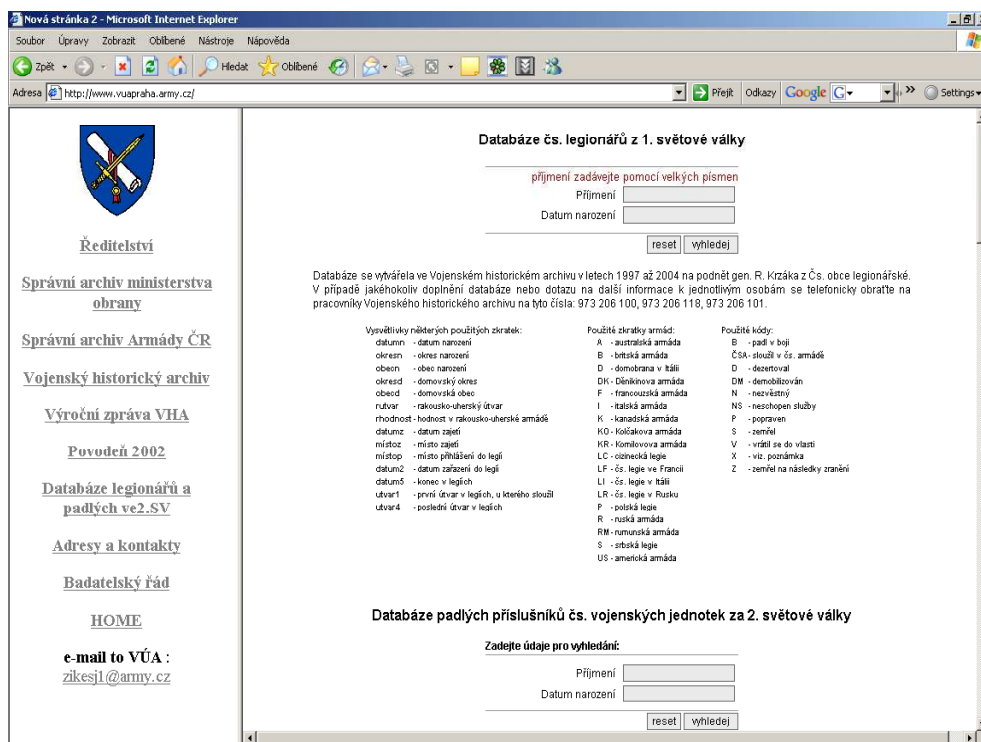 Nová stránka 2 - Microsoft Internet Explorer
Soubor Úpravy Zobrazit Oblíbené Nástroje Nápověda
Zpět Hledat Oblíbené
Adresa http://www.vuapraha.army.cz/ Přejít Odkazy Google G Settings
Ředitelství
Správní archiv ministerstva
obrany
Správní archiv Armády ČR
Vojenský historický archiv
Výroční zpráva VHA
Povodeň 2002
Databáze legionářů a
padlých ve2.SV
Adresy a kontakty
Badatelský řád
HOME
e-mail to VÚA :
zikesj1@army.cz
Databáze čs. legionářů z 1. světové války
příjmení zadávejte pomocí velkých písmen
Příjmení
Datum narození
reset vyhledej
Databáze se vytvářela ve Vojenském historickém archivu v letech 1997 až 2004 na podnět gen. R. Krzáka z Čs. obce legionářské.
V případě jakéhokoliv doplnění databáze nebo dotazu na další informace k jednotlivým osobám se telefonicky obraťte na
pracovníky Vojenského historického archivu na tyto čísla: 973 206 100, 973 206 118, 973 206 101.
Vysvětlivky některých použitých zkratek:
datumn - datum narození
okresn - okres narození
obecn - obec narození
okresd - domovský okres
obecd - domovská obec
rutvar - rakousko-uherský útvar
rhodnost - hodnost v rakousko-uherské armádě
datumz - datum zajetí
místoz - místo zajetí
místop - místo přihlášení do legií
datum2 - datum zařazení do legií
datum5 - konec v legiích
utvar1 - první útvar v legiích, u kterého sloužil
utvar4 - poslední útvar v legiích
Použité zkratky armád:
A - australská armáda
B - britská armáda
D - domobrana v Itálii
DK - Děnikinova armáda
F - francouzská armáda
I - italská armáda
K - kanadská armáda
KO - Kolčakova armáda
KR - Kornilovova armáda
LC - cizinecká legie
LF - čs. legie ve Francii
LI - čs. legie v Itálii
LR - čs. legie v Rusku
P - polská legie
R - ruská armáda
RM - rumunská armáda
S - srbská legie
US - americká armáda
Použité kódy:
B - padl v boji
ČSA - sloužil v čs. armádě
D - dezertoval
DM - demobilizován
N - nezvěstný
NS - neschopen služby
P - popraven
S - zemřel
V - vrátil se do vlasti
X - viz. poznámka
Z - zemřel na následky zranění
Databáze padlých příslušníků čs. vojenských jednotek za 2. světové války
Zadejte údaje pro vyhledání:
Příjmení
Datum narození
reset vyhledej